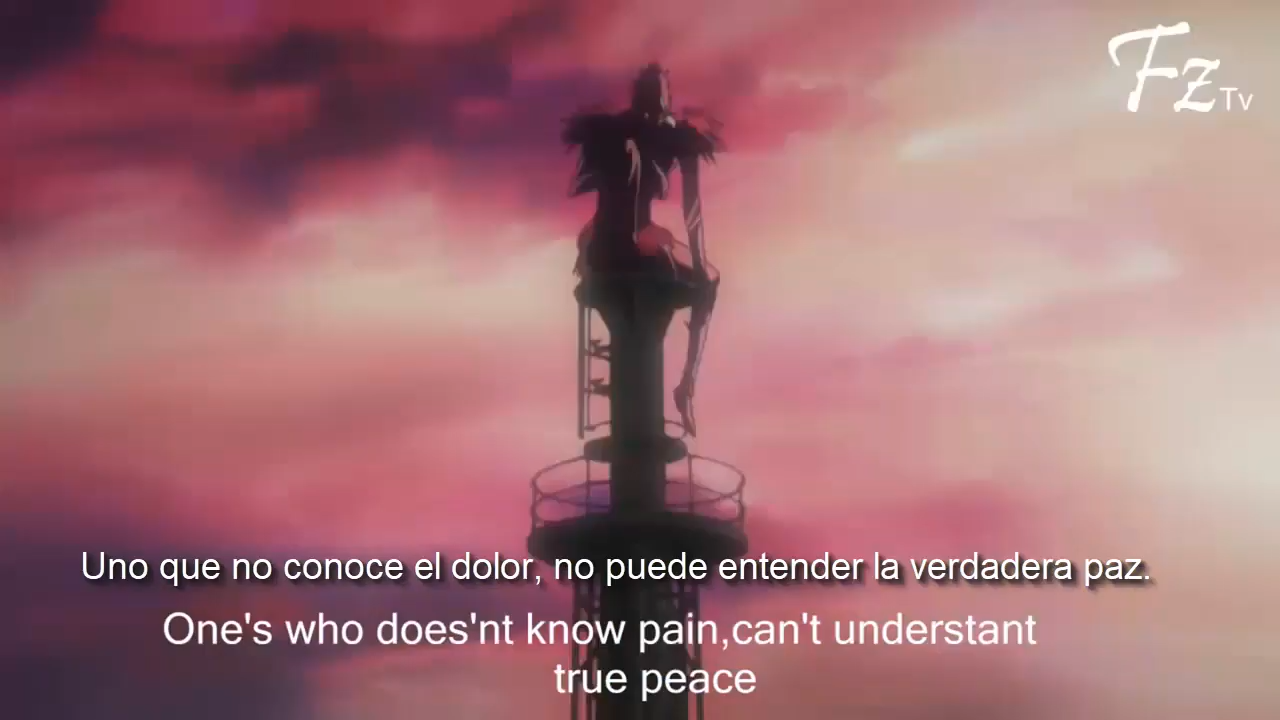 Fz Tv
Uno que no conoce el dolor, no puede entender la verdadera paz.
One's who does'nt know pain,can't understant
true peace